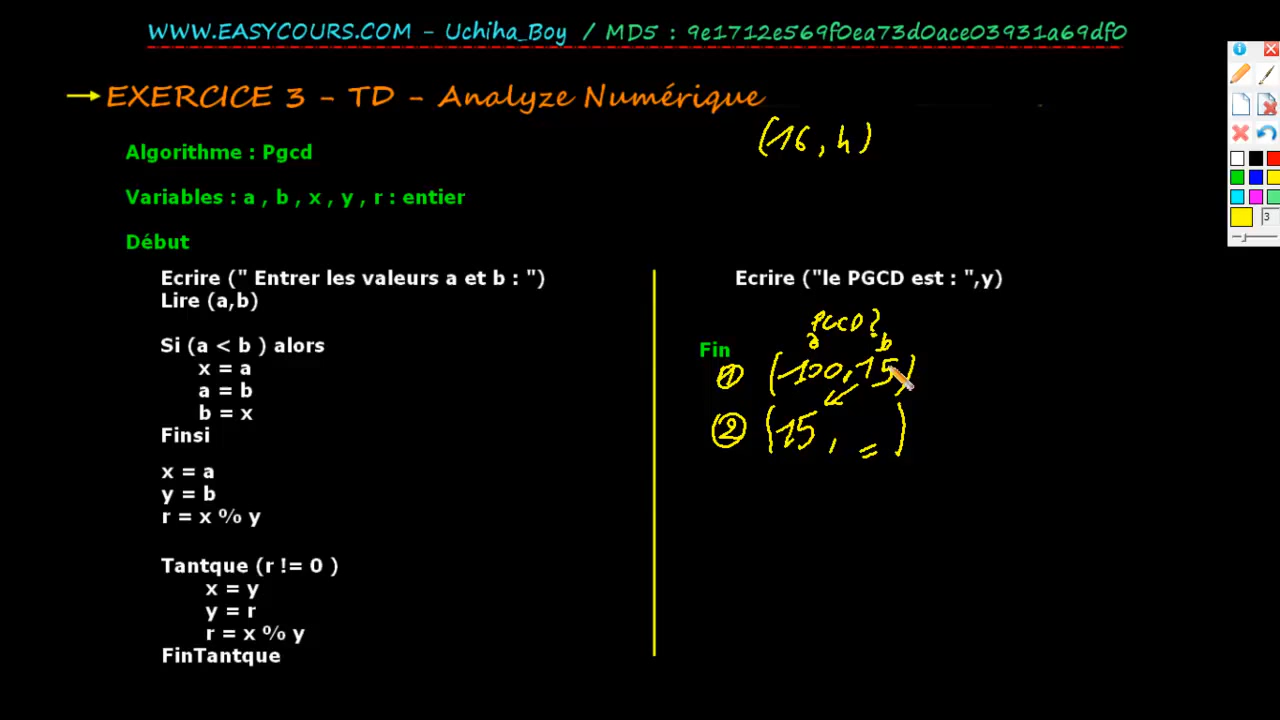 WWW.EASYCOURS.COM - Uchiha_Boy / MD5 : 9e1712e569f0ea73d0ace03931a69df0
EXERCICE 3 - TD - Analyze Numérique
(16, 4)
Algorithme : Pgcd
Variables : a , b , x , y , r : entier
Début
Ecrire (" Entrer les valeurs a et b : ")
Lire (a,b)
Si (a < b ) alors
x = a
a = b
b = x
Finsi
x = a
y = b
r = x % y
Tantque (r != 0 )
x = y
y = r
r = x % y
FinTantque
Ecrire ("le PGCD est : ",y)
PGCD?
Fin
a b
① (100, 15)
② (15, = )
3